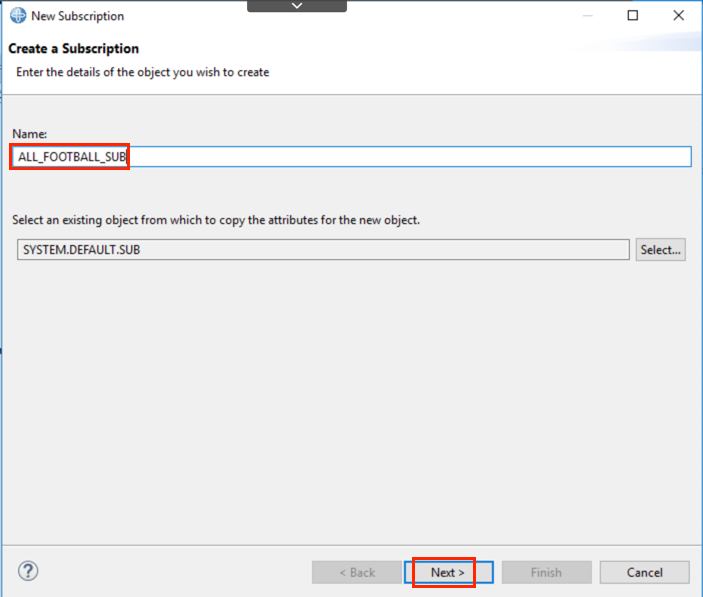 New Subscription
Create a Subscription
Enter the details of the object you wish to create
Name:
ALL_FOOTBALL_SUB
Select an existing object from which to copy the attributes for the new object.
SYSTEM.DEFAULT.SUB
Select...
?
< Back
Next >
Finish
Cancel